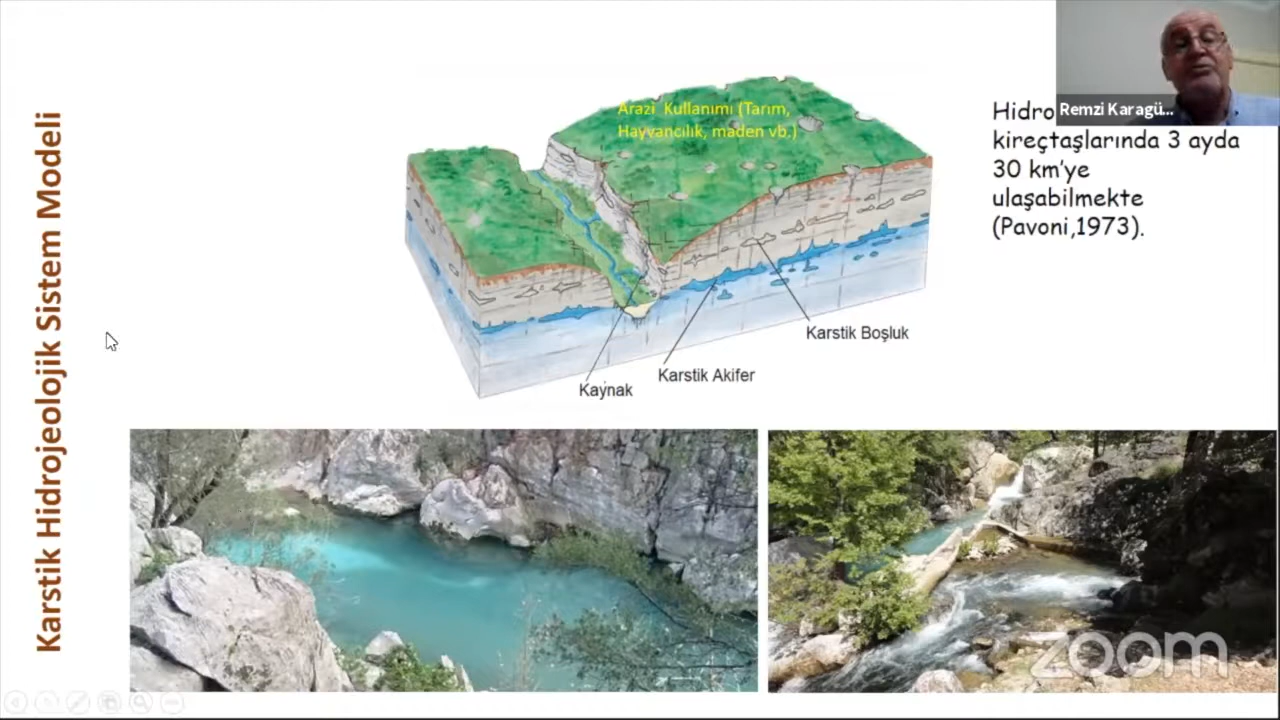 Karstik Hidrojeolojik Sistem Modeli
Arazi Kullanımı (Tarım,
Hayvancılık, maden vb.)
Karstik Boşluk
Karstik Akifer
Kaynak
Remzi Karagü...
kireçtaşlarında 3 ayda
30 km'ye
ulaşabilmekte
(Pavoni,1973).
zoom